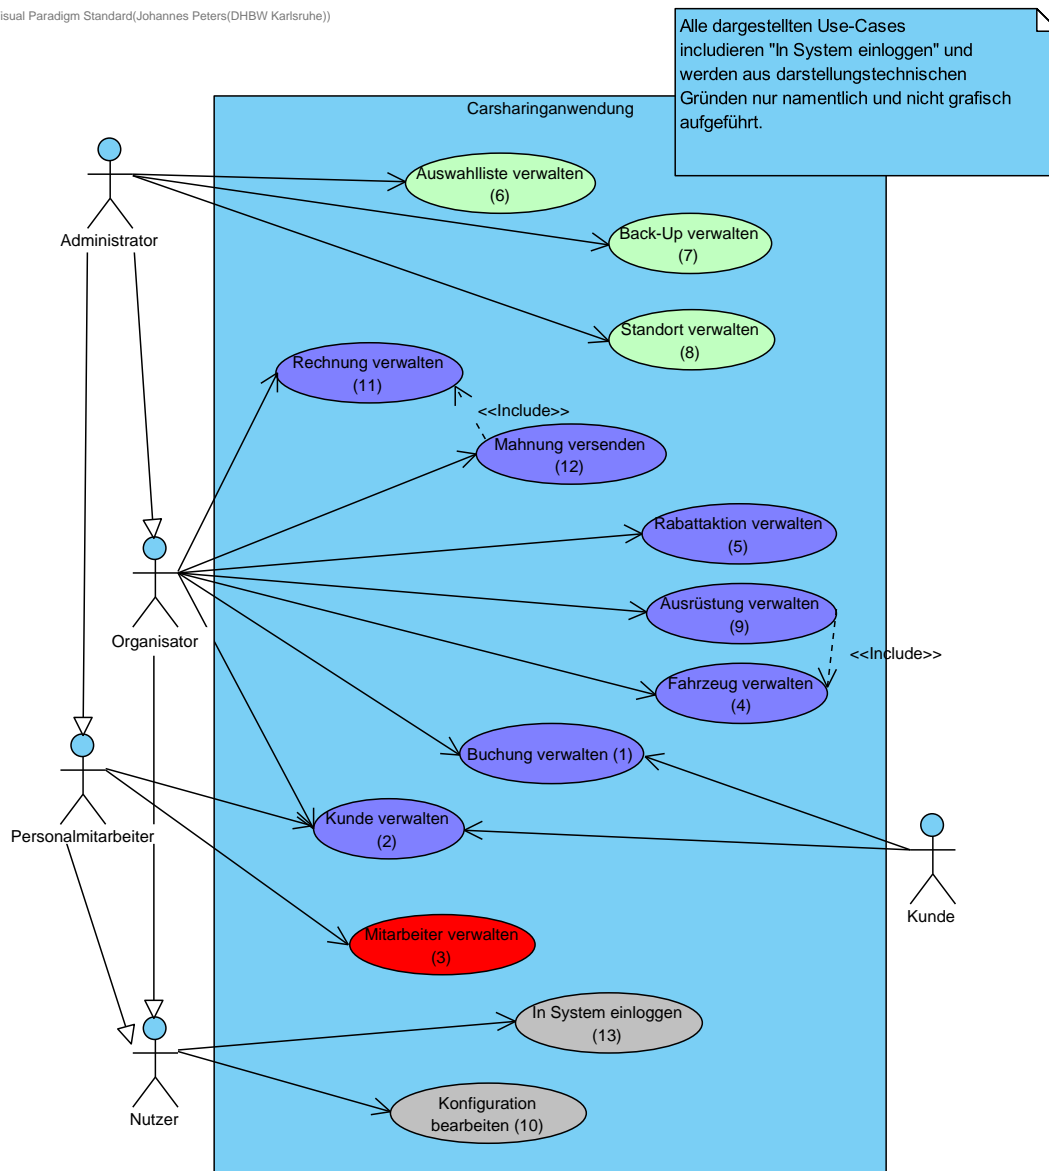 isual Paradigm Standard(Johannes Peters(DHBW Karlsruhe))
Alle dargestellten Use-Cases
includieren "In System einloggen" und
werden aus darstellungstechnischen
Gründen nur namentlich und nicht grafisch
aufgeführt.
Carsharinganwendung
Auswahlliste verwalten
(6)
Administrator
Back-Up verwalten
(7)
Standort verwalten
(8)
Rechnung verwalten
(11)
<<Include>>
Mahnung versenden
(12)
Rabattaktion verwalten
(5)
Ausrüstung verwalten
(9)
Organisator
<<Include>>
Fahrzeug verwalten
(4)
Buchung verwalten (1)
Kunde verwalten
(2)
Personalmitarbeiter
Kunde
Mitarbeiter verwalten
(3)
In System einloggen
(13)
Nutzer
Konfiguration
bearbeiten (10)